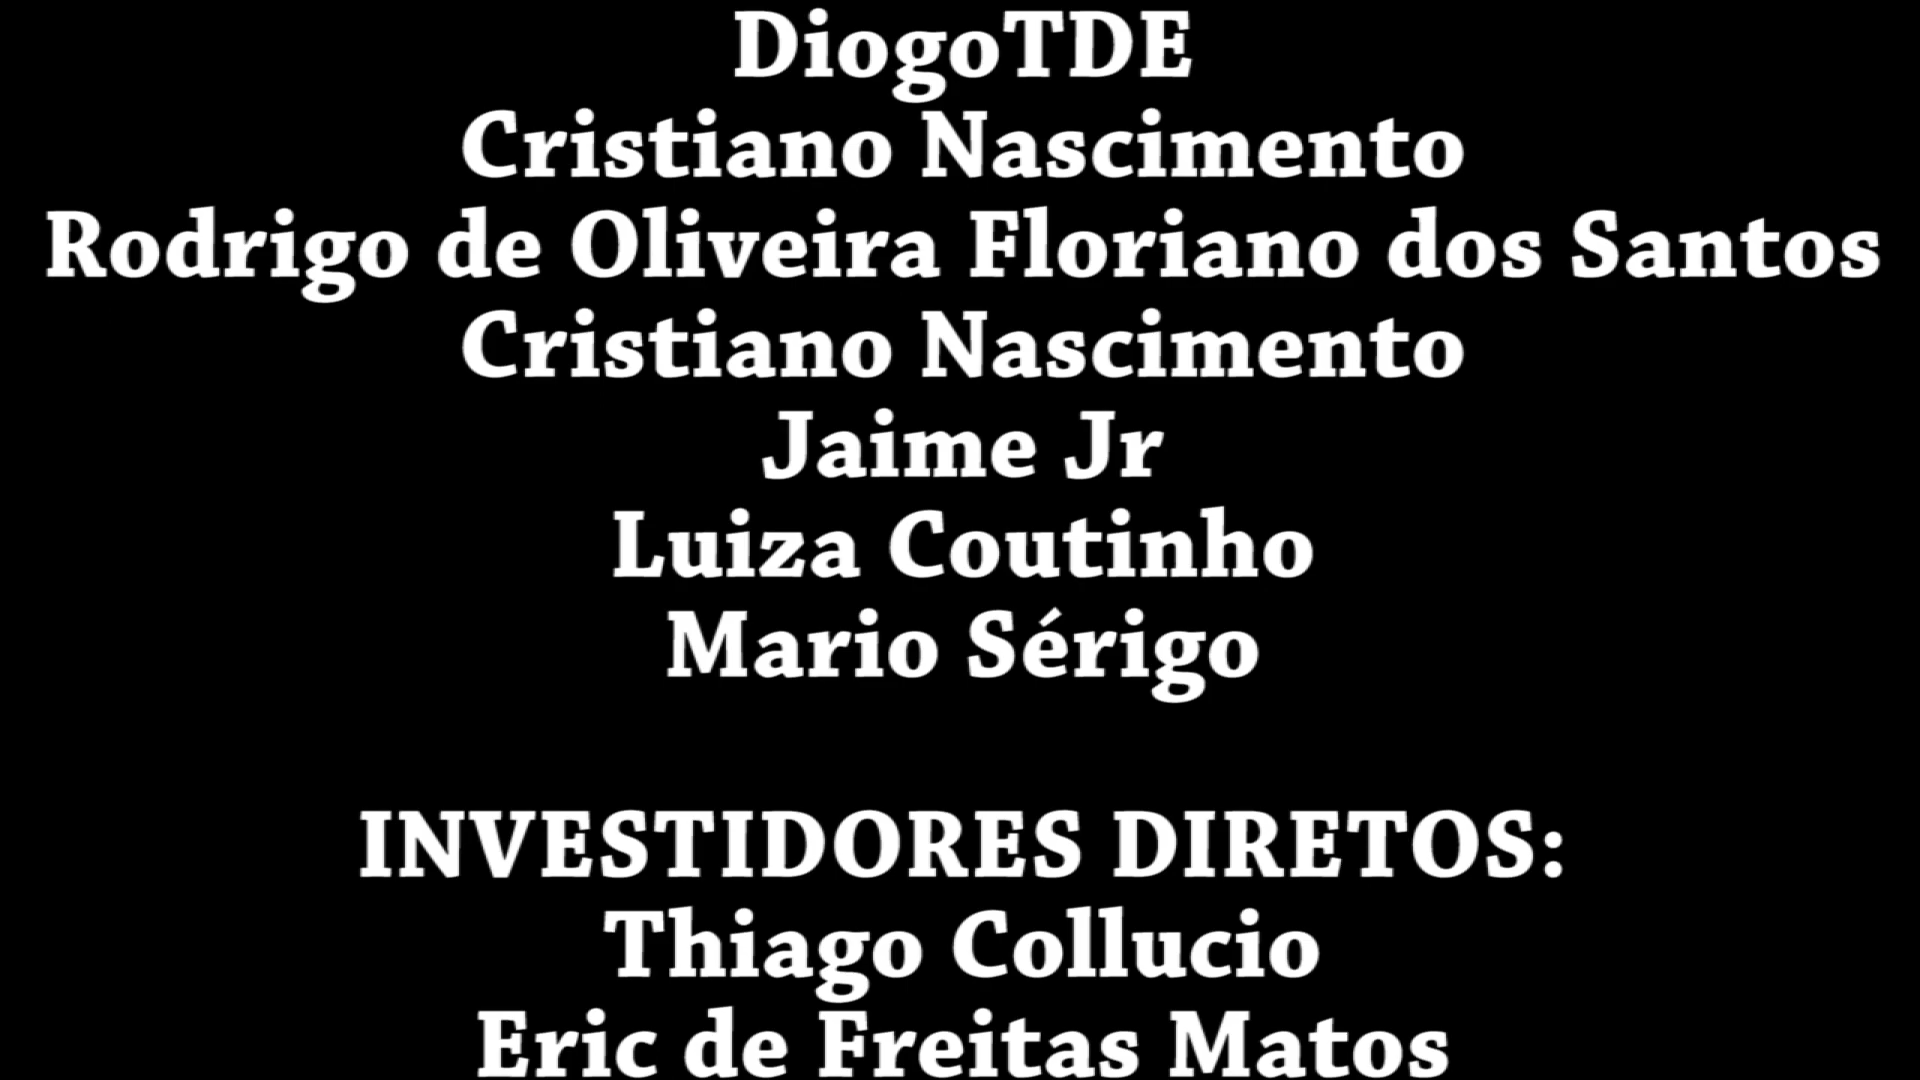 DiogoTDE
Cristiano Nascimento
Rodrigo de Oliveira Floriano dos Santos
Cristiano Nascimento
Jaime Jr
Luiza Coutinho
Mario Sérigo
INVESTIDORES DIRETOS:
Thiago Collucio
Eric de Freitas Matos